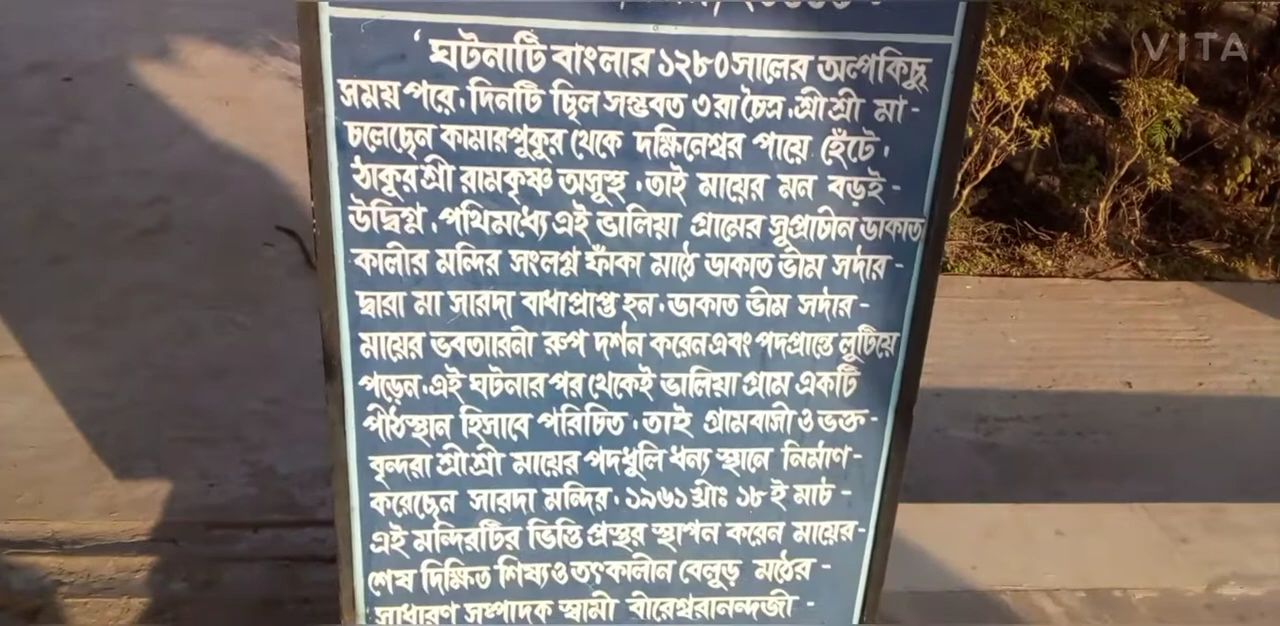 VITA
‘ ঘটনাটি বাংলার ১২৮০ সালের অল্পকিছু
সময় পরে. দিনটি ছিল সম্ভবত ৩রা চৈত্র. শ্রী শ্রী মা -
চলেছেন কামারপুকুর থেকে দক্ষিনেশ্বর পায়ে হেঁটে.
ঠাকুর শ্রী রামকৃষ্ণ অসুস্থ. তাই মায়ের মন বড়ই -
উদ্বিগ্ন. পথিমধ্যে এই ভালিয়া গ্রামের সুপ্রাচীন ডাকাত
কালীর মন্দির সংলগ্ন ফাঁকা মাঠে ডাকাত ভীম সর্দার -
দ্বারা মা সারদা বাধাপ্রাপ্ত হন. ডাকাত ভীম সর্দার -
মায়ের ভবতারিনী রুপ দর্শন করেন এবং পদপ্রান্তে লুটিয়ে
পড়েন. এই ঘটনার পর থেকেই ভালিয়া গ্রাম একটি
পীঠস্থান হিসাবে পরিচিত. তাই গ্রামবাসী ও ভক্ত -
বৃন্দরা শ্রী শ্রী মায়ের পদধুলি ধন্য স্থানে নির্মাণ -
করেছেন সারদা মন্দির. ১৯৬১ খ্রীঃ ১৮ ই মার্চ -
এই মন্দিরটির ভিত্তি প্রস্থর স্থাপন করেন মায়ের -
শেষ দিক্ষিত শিষ্য ও তৎকালীন বেলুড় মঠের -
সাধারণ সম্পাদক স্বামী বীরেশ্বরানন্দজী -